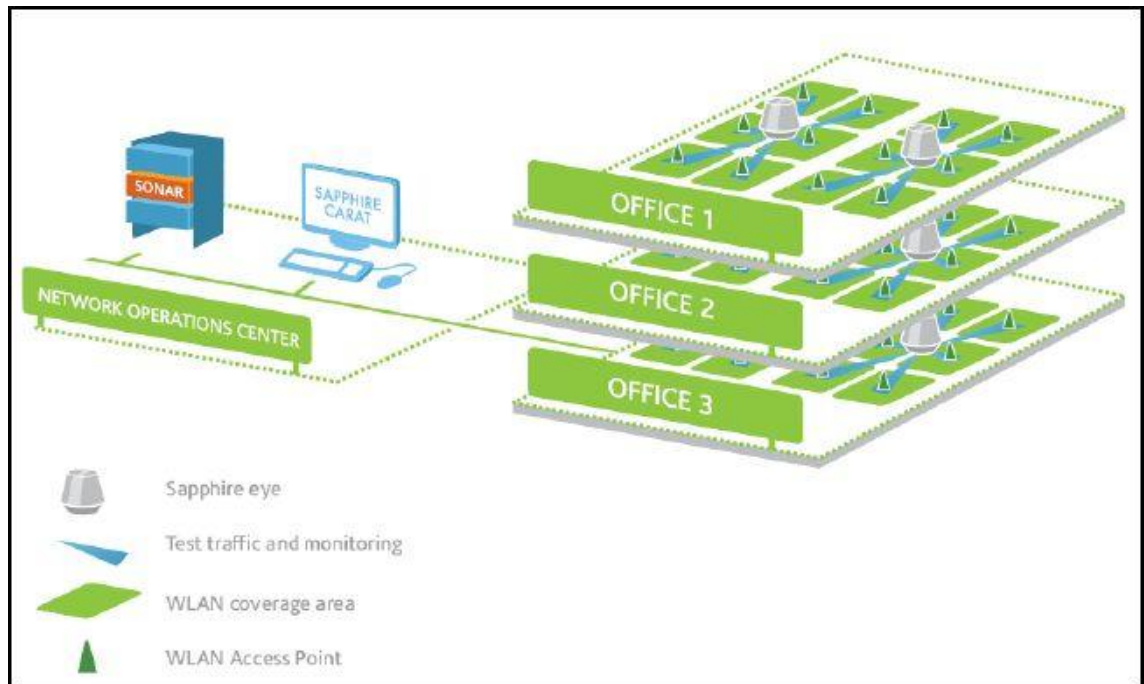 SONAR
SAPPHIRE
CARAT
NETWORK OPERATIONS CENTER
OFFICE 1
OFFICE 2
OFFICE 3
Sapphire eye
Test traffic and monitoring
WLAN coverage area
WLAN Access Point